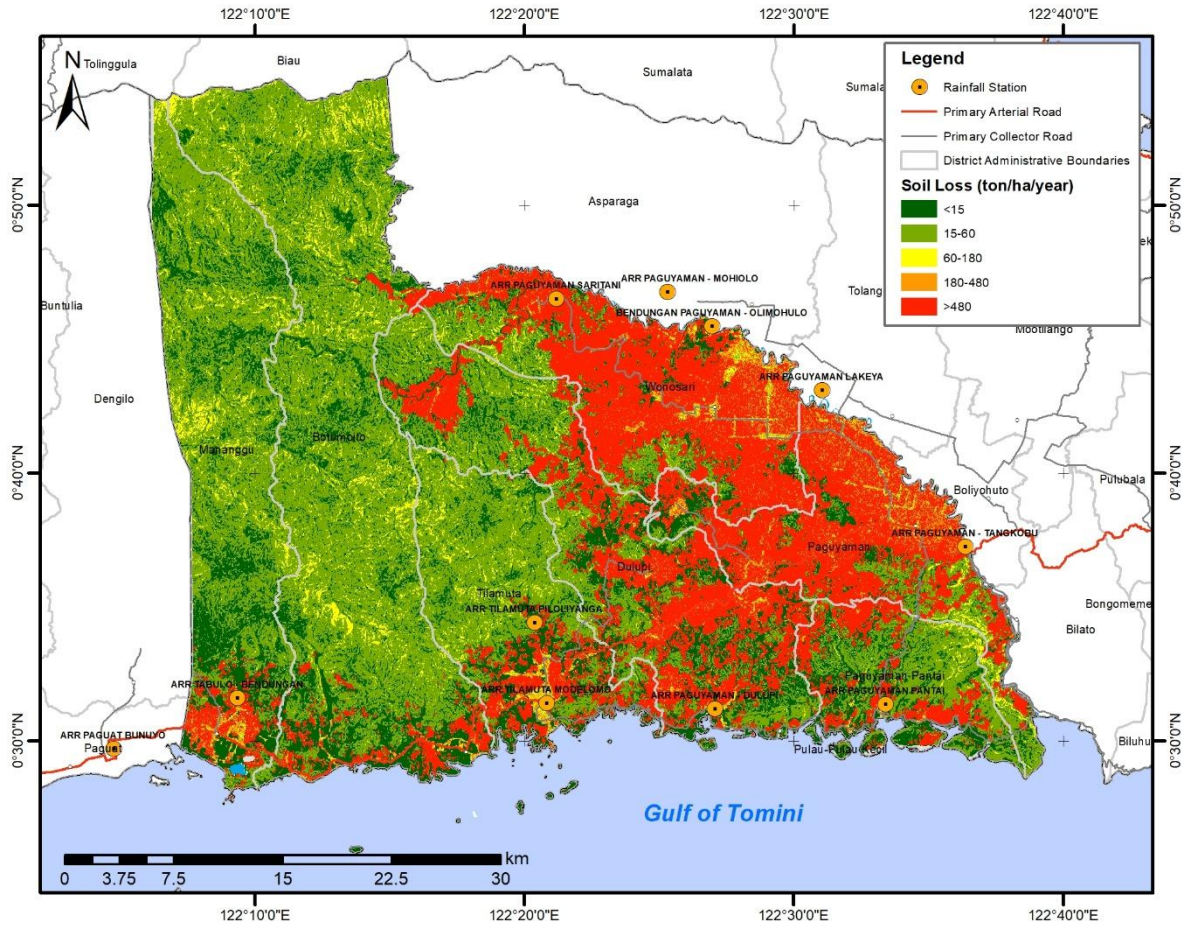 122°10'0"E
122°20'0"E
122°30'0"E
122°40'0"E
N
Tolinggula
Biau
Sumalata
Legend
Rainfall Station
Primary Arterial Road
Primary Collector Road
District Administrative Boundaries
Soil Loss (ton/ha/year)
<15
15-60
60-180
180-480
>480
0°50'0"N
0°50'0"N
Asparaga
Buntulia
ARR PAGUYAMAN SARITANI
ARR PAGUYAMAN - MOHIOLO
BENDUNGAN PAGUYAMAN - OLIMOHULO
Mootilango
Wonosari
ARR PAGUYAMAN LAKEYA
Dengilo
Mananggu
Botumoito
0°40'0"N
0°40'0"N
Boliyohuto
Pulubala
ARR PAGUYAMAN - TANGKOBU
Paguyaman
Dulupi
Tilamuta
ARR TILAMUTA PILOLIYANGA
Bongomeme
Bilato
ARR TABULO - BENDUNGAN
ARR TILAMUTA MODELOMO
ARR PAGUYAMAN - DULUPI
Paguyaman Pantai
ARR PAGUYAMAN PANTAI
ARR PAGUAT BUNUYO
Paguat
Pulau-Pulau Kecil
Biluhu
0°30'0"N
0°30'0"N
Gulf of Tomini
km
0 3.75 7.5 15 22.5 30
122°10'0"E
122°20'0"E
122°30'0"E
122°40'0"E